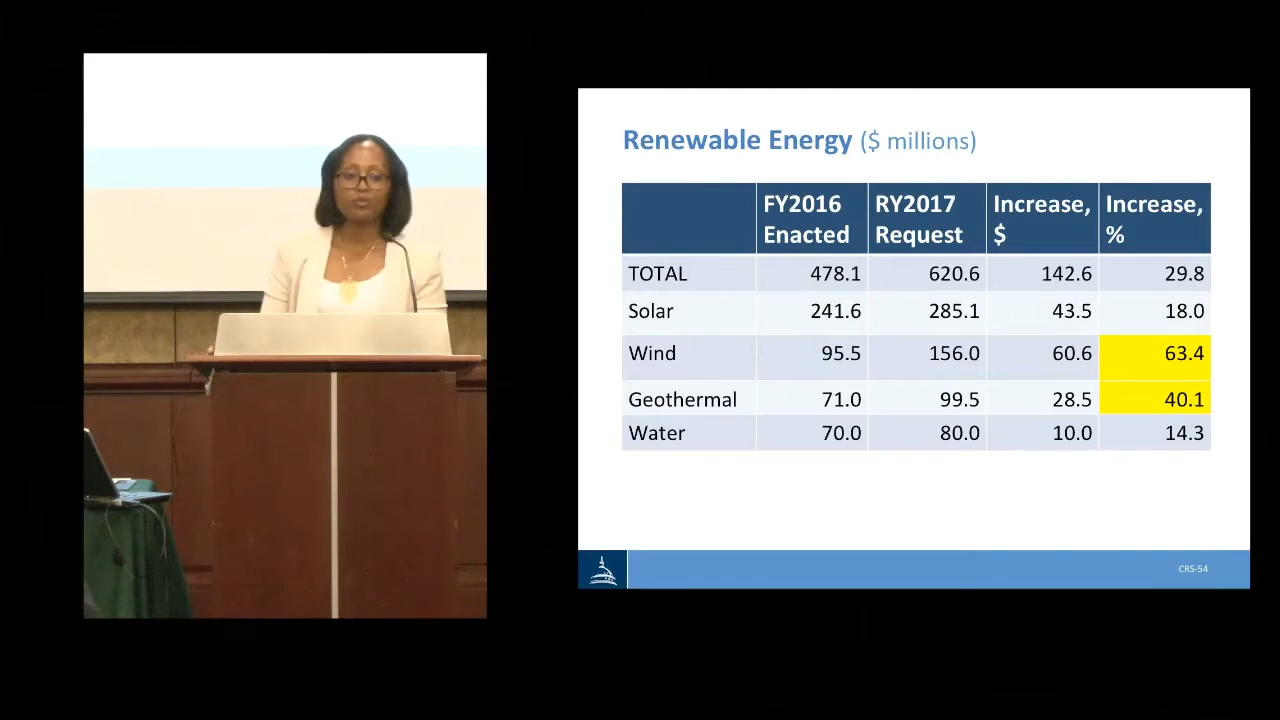 Renewable Energy ($ millions)
FY2016 Enacted RY2017 Request Increase, $ Increase, %
TOTAL 478.1 620.6 142.6 29.8
Solar 241.6 285.1 43.5 18.0
Wind 95.5 156.0 60.6 63.4
Geothermal 71.0 99.5 28.5 40.1
Water 70.0 80.0 10.0 14.3
CRS-54